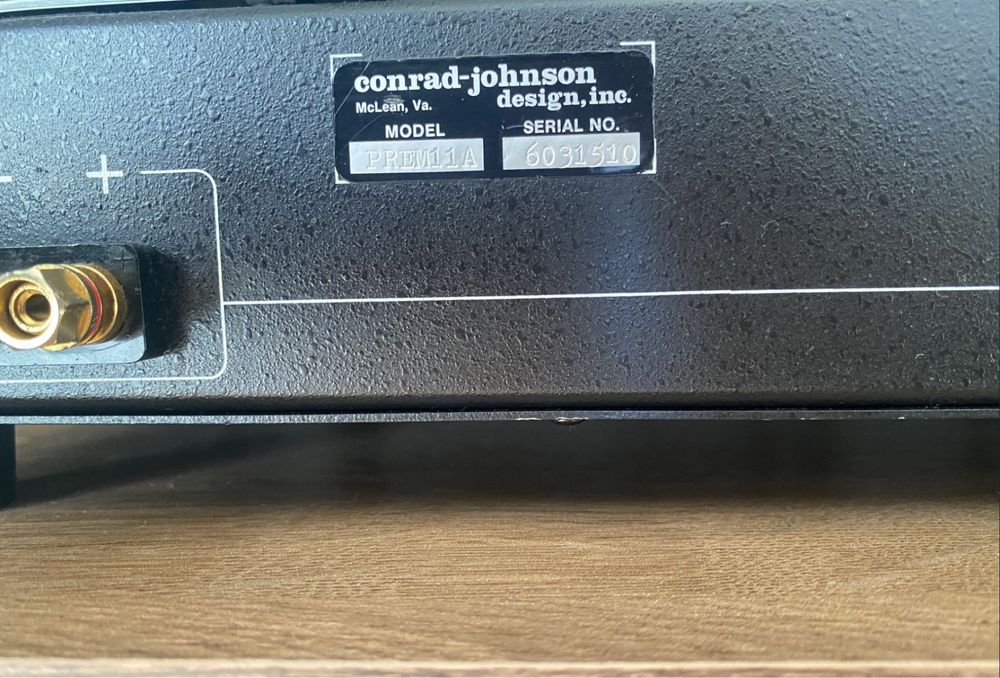 conrad-johnson
design, inc.
McLean, Va.
MODEL SERIAL NO.
PREM11A 6031510
- +